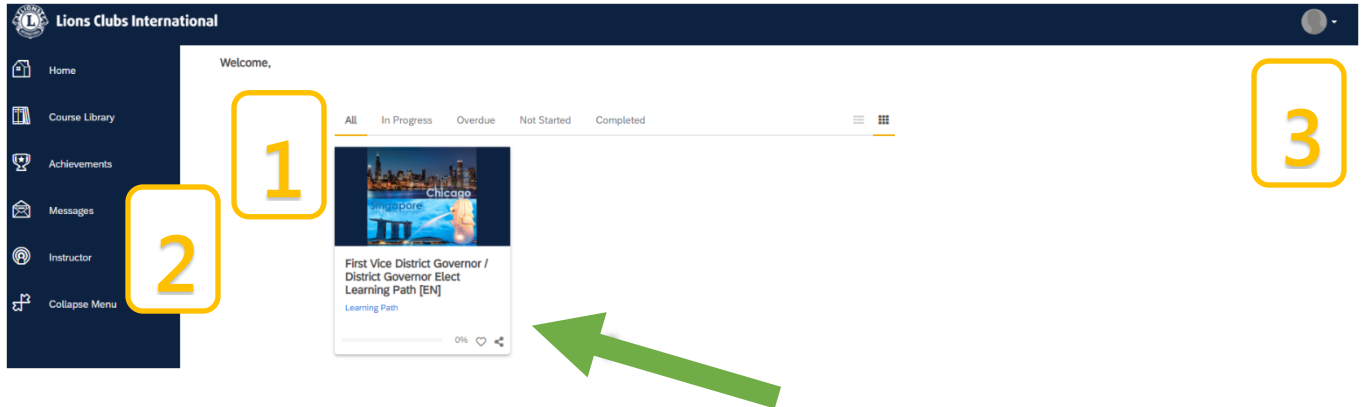 Lions Clubs International
Home
Course Library
Achievements
Messages
Instructor
Collapse Menu
Welcome,
All In Progress Overdue Not Started Completed
1
2
3
Chicago
Singapore
First Vice District Governor /
District Governor Elect
Learning Path [EN]
Learning Path
0%